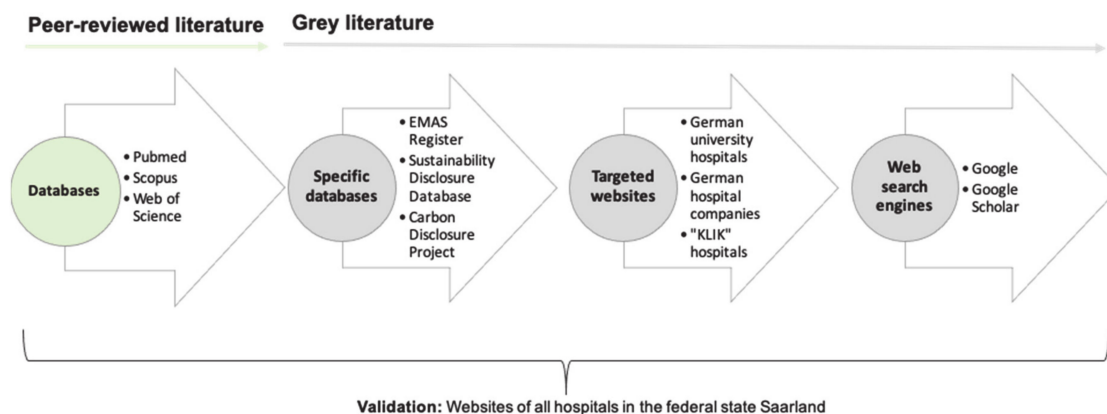 Peer-reviewed literature
Grey literature
Databases
• Pubmed
• Scopus
• Web of
Science
Specific
databases
• EMAS
Register
• Sustainability
Disclosure
Database
• Carbon
Disclosure
Project
Targeted
websites
• German
university
hospitals
• German
hospital
companies
• "KLIK"
hospitals
Web
search
engines
• Google
• Google
Scholar
Validation: Websites of all hospitals in the federal state Saarland